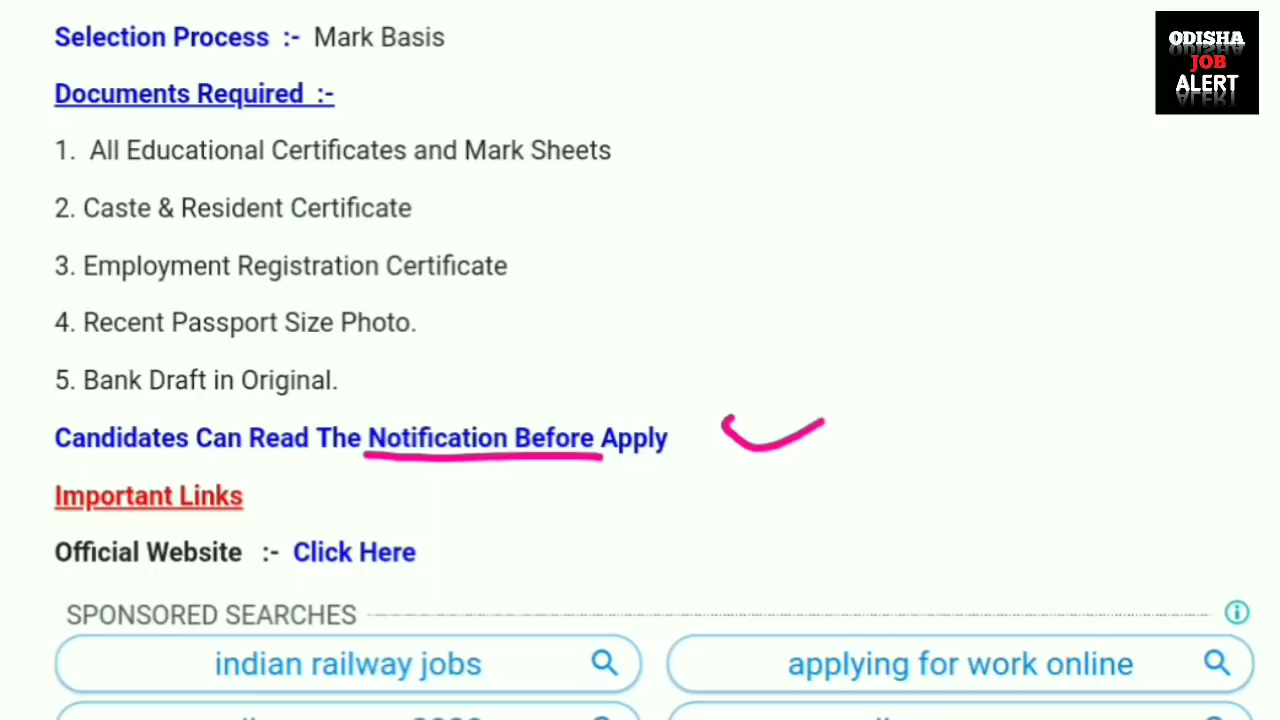 Selection Process :- Mark Basis
ODISHA
JOB
ALERT
Documents Required :-
1. All Educational Certificates and Mark Sheets
2. Caste & Resident Certificate
3. Employment Registration Certificate
4. Recent Passport Size Photo.
5. Bank Draft in Original.
Candidates Can Read The Notification Before Apply
Important Links
Official Website :- Click Here
SPONSORED SEARCHES
indian railway jobs
applying for work online